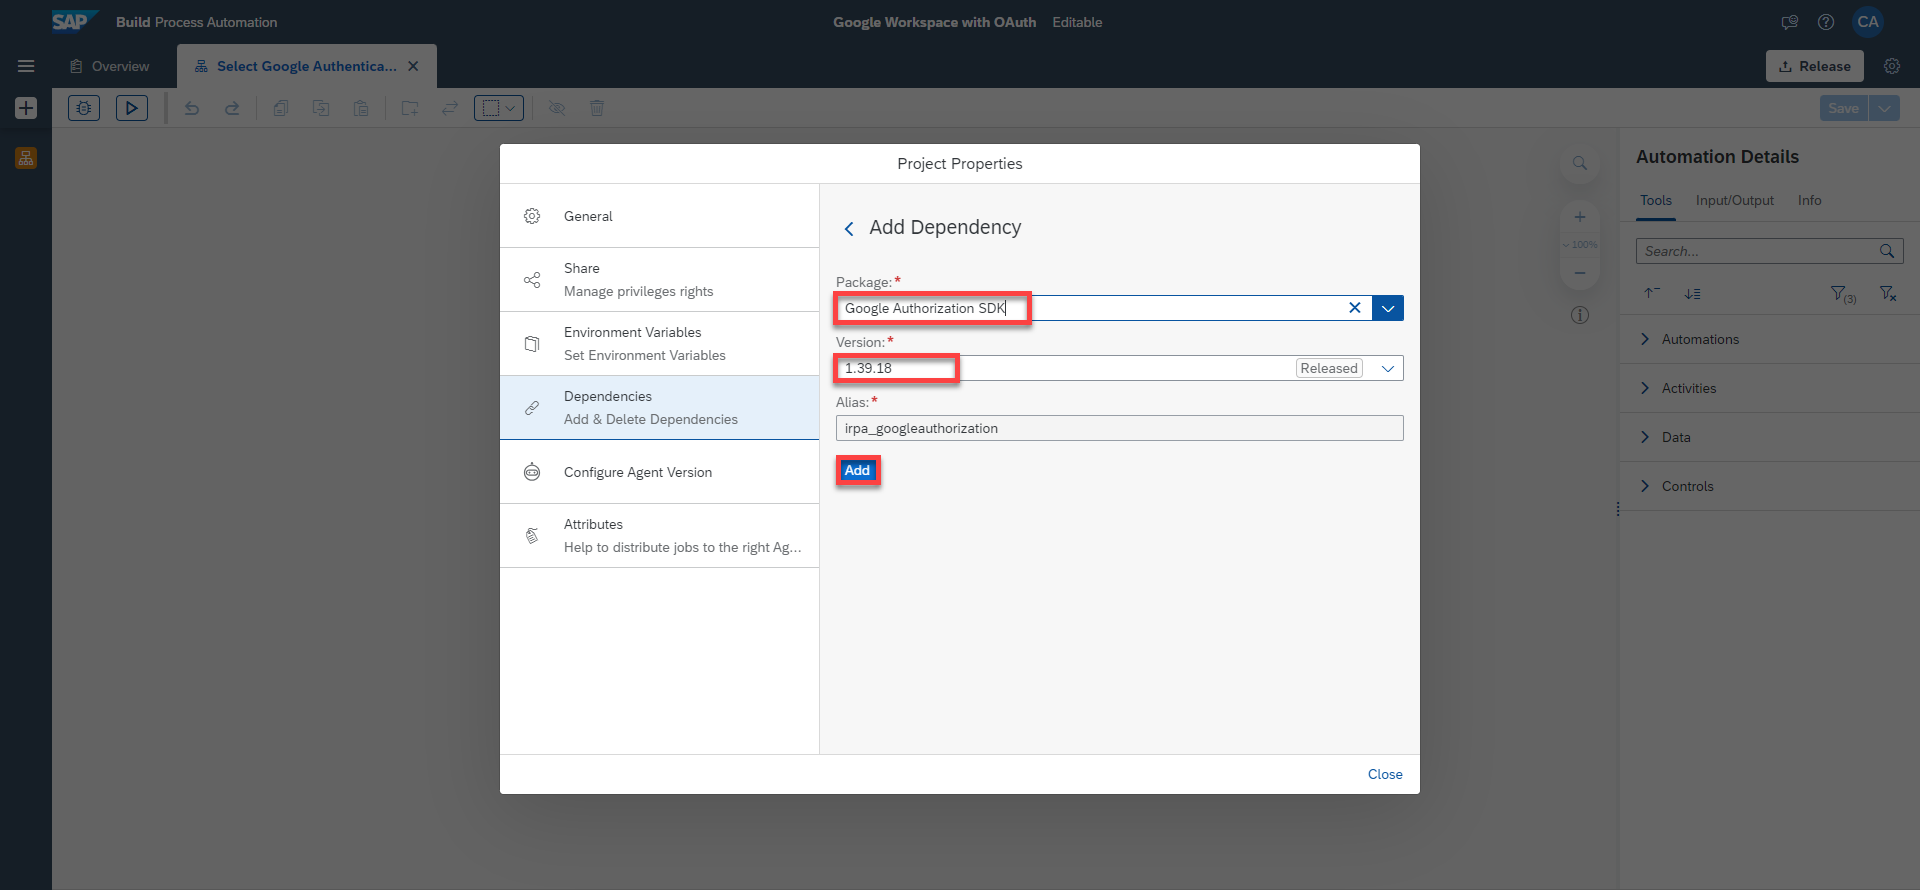 SAP Build Process Automation
Google Workspace with OAuth Editable
CA
Overview
Select Google Authentica...
Release
Save
Project Properties
General
Share
Manage privileges rights
Environment Variables
Set Environment Variables
Dependencies
Add & Delete Dependencies
Configure Agent Version
Attributes
Help to distribute jobs to the right Ag...
Add Dependency
Package:*
Google Authorization SDK
Version:*
1.39.18
Released
Alias:*
irpa_googleauthorization
Add
Close
100%
Automation Details
Tools Input/Output Info
Search...
(3)
Automations
Activities
Data
Controls